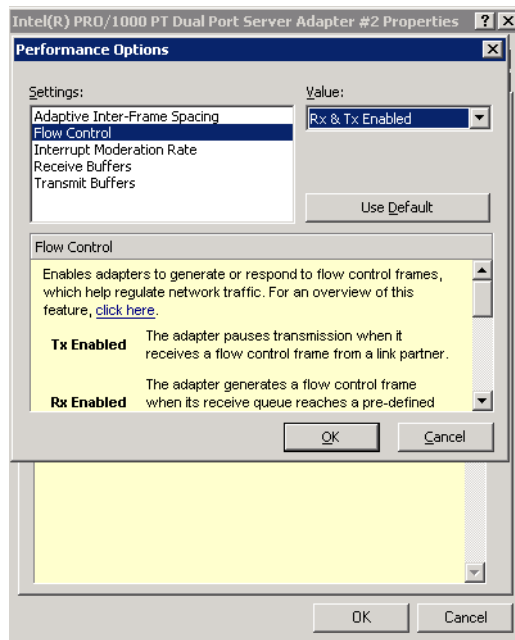 Intel(R) PRO/1000 PT Dual Port Server Adapter #2 Properties
Performance Options
Settings:
Value:
Adaptive Inter-Frame Spacing
Flow Control
Interrupt Moderation Rate
Receive Buffers
Transmit Buffers
Rx & Tx Enabled
Use Default
Flow Control
Enables adapters to generate or respond to flow control frames,
which help regulate network traffic. For an overview of this
feature, click here.
Tx Enabled The adapter pauses transmission when it
receives a flow control frame from a link partner.
The adapter generates a flow control frame
Rx Enabled when its receive queue reaches a pre-defined
OK
Cancel
OK
Cancel